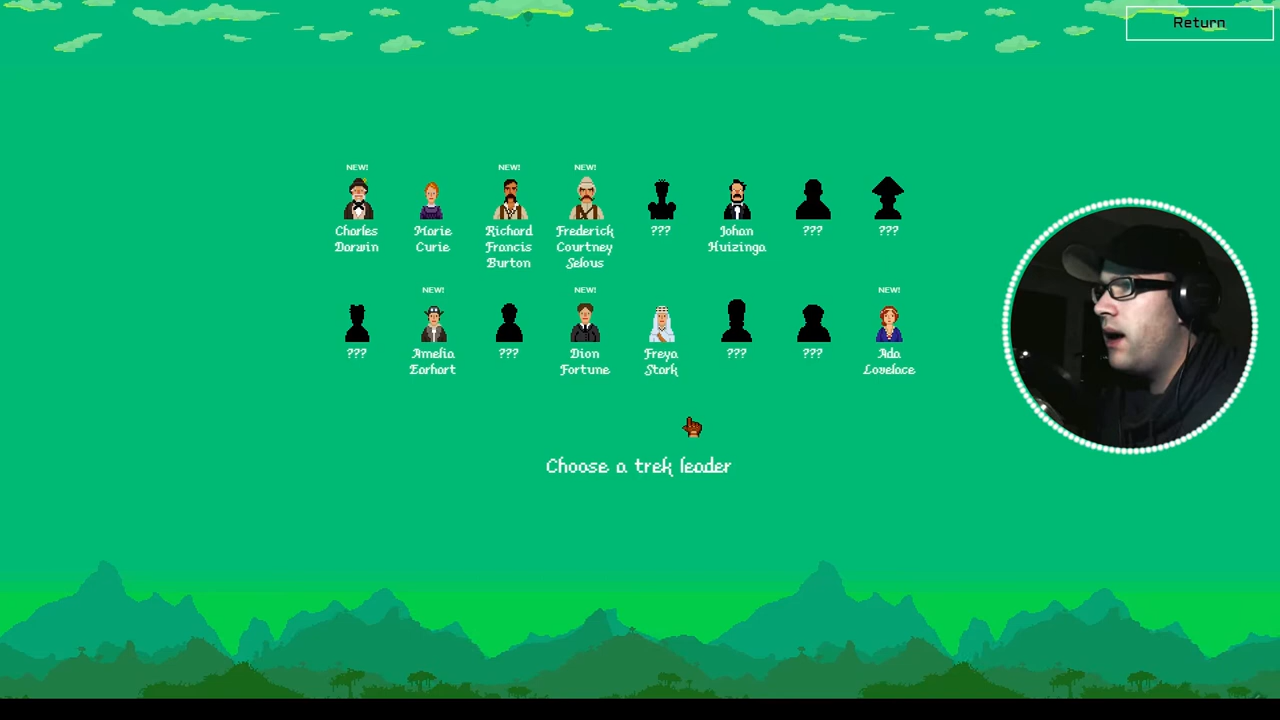 Return
NEW! NEW! NEW!
Charles Marie Richard Frederick ??? Johan ??? ???
Darwin Curie Francis Courtney Huizinga
Burton Selous
NEW! NEW! NEW!
??? Amelia ??? Dion Freya ??? ??? Ada
Earhart Fortune Stark Lovelace
Choose a trek leader